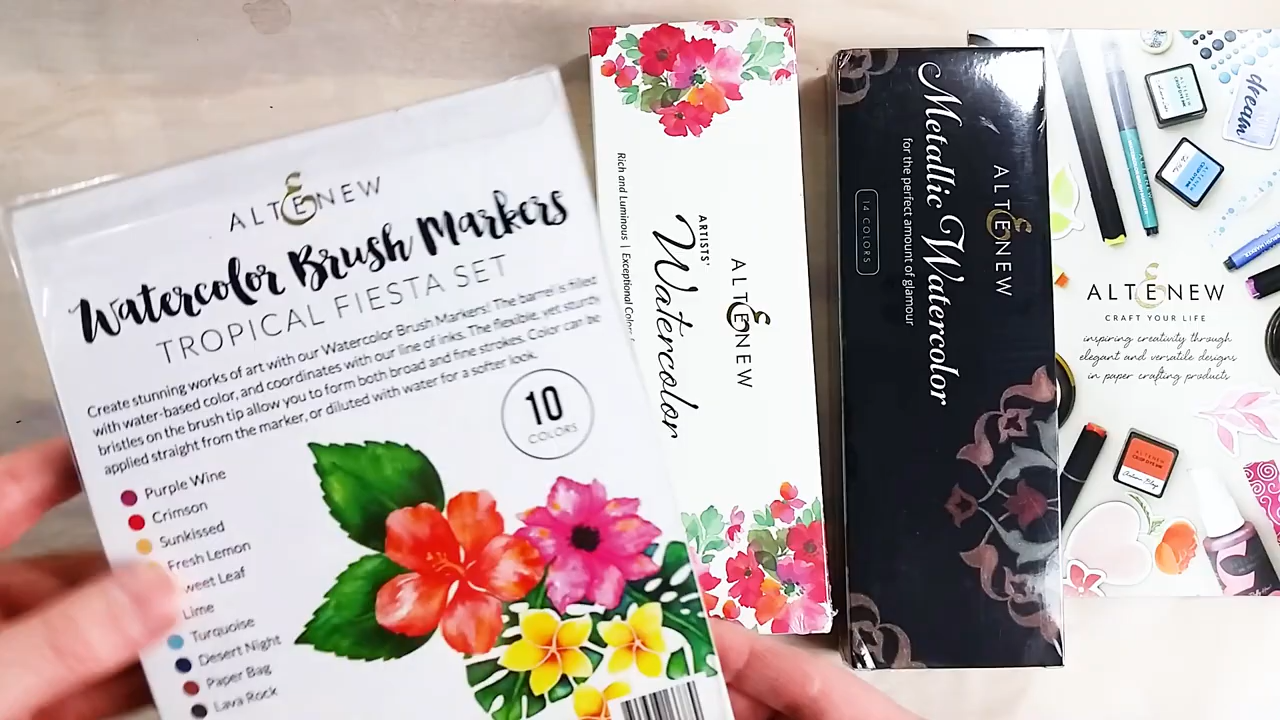 ALTENEW
Watercolor Brush Markers
TROPICAL FIESTA SET
Create stunning works of art with our Watercolor Brush Markers! The barrel is filled
with water-based color, and coordinates with our line of inks. The flexible, yet sturdy
bristles on the brush tip allow you to form both broad and fine strokes. Color can be
applied straight from the marker, or diluted with water for a softer look.
10
COLORS
Purple Wine
Crimson
Sunkissed
Fresh Lemon
weet Leaf
Lime
Turquoise
Desert Night
Paper Bag
Lava Rock
ALTENEW
ARTISTS'
Watercolor
Rich and Luminous | Exceptional
ALTENEW
Metallic Watercolor
for the perfect amount of glamour
14 COLORS
dream
ALTENEW
CRAFT YOUR LIFE
inspiring creativity through
elegant and versatile designs
in paper crafting products
ALTENEW
CRISP DYE INK